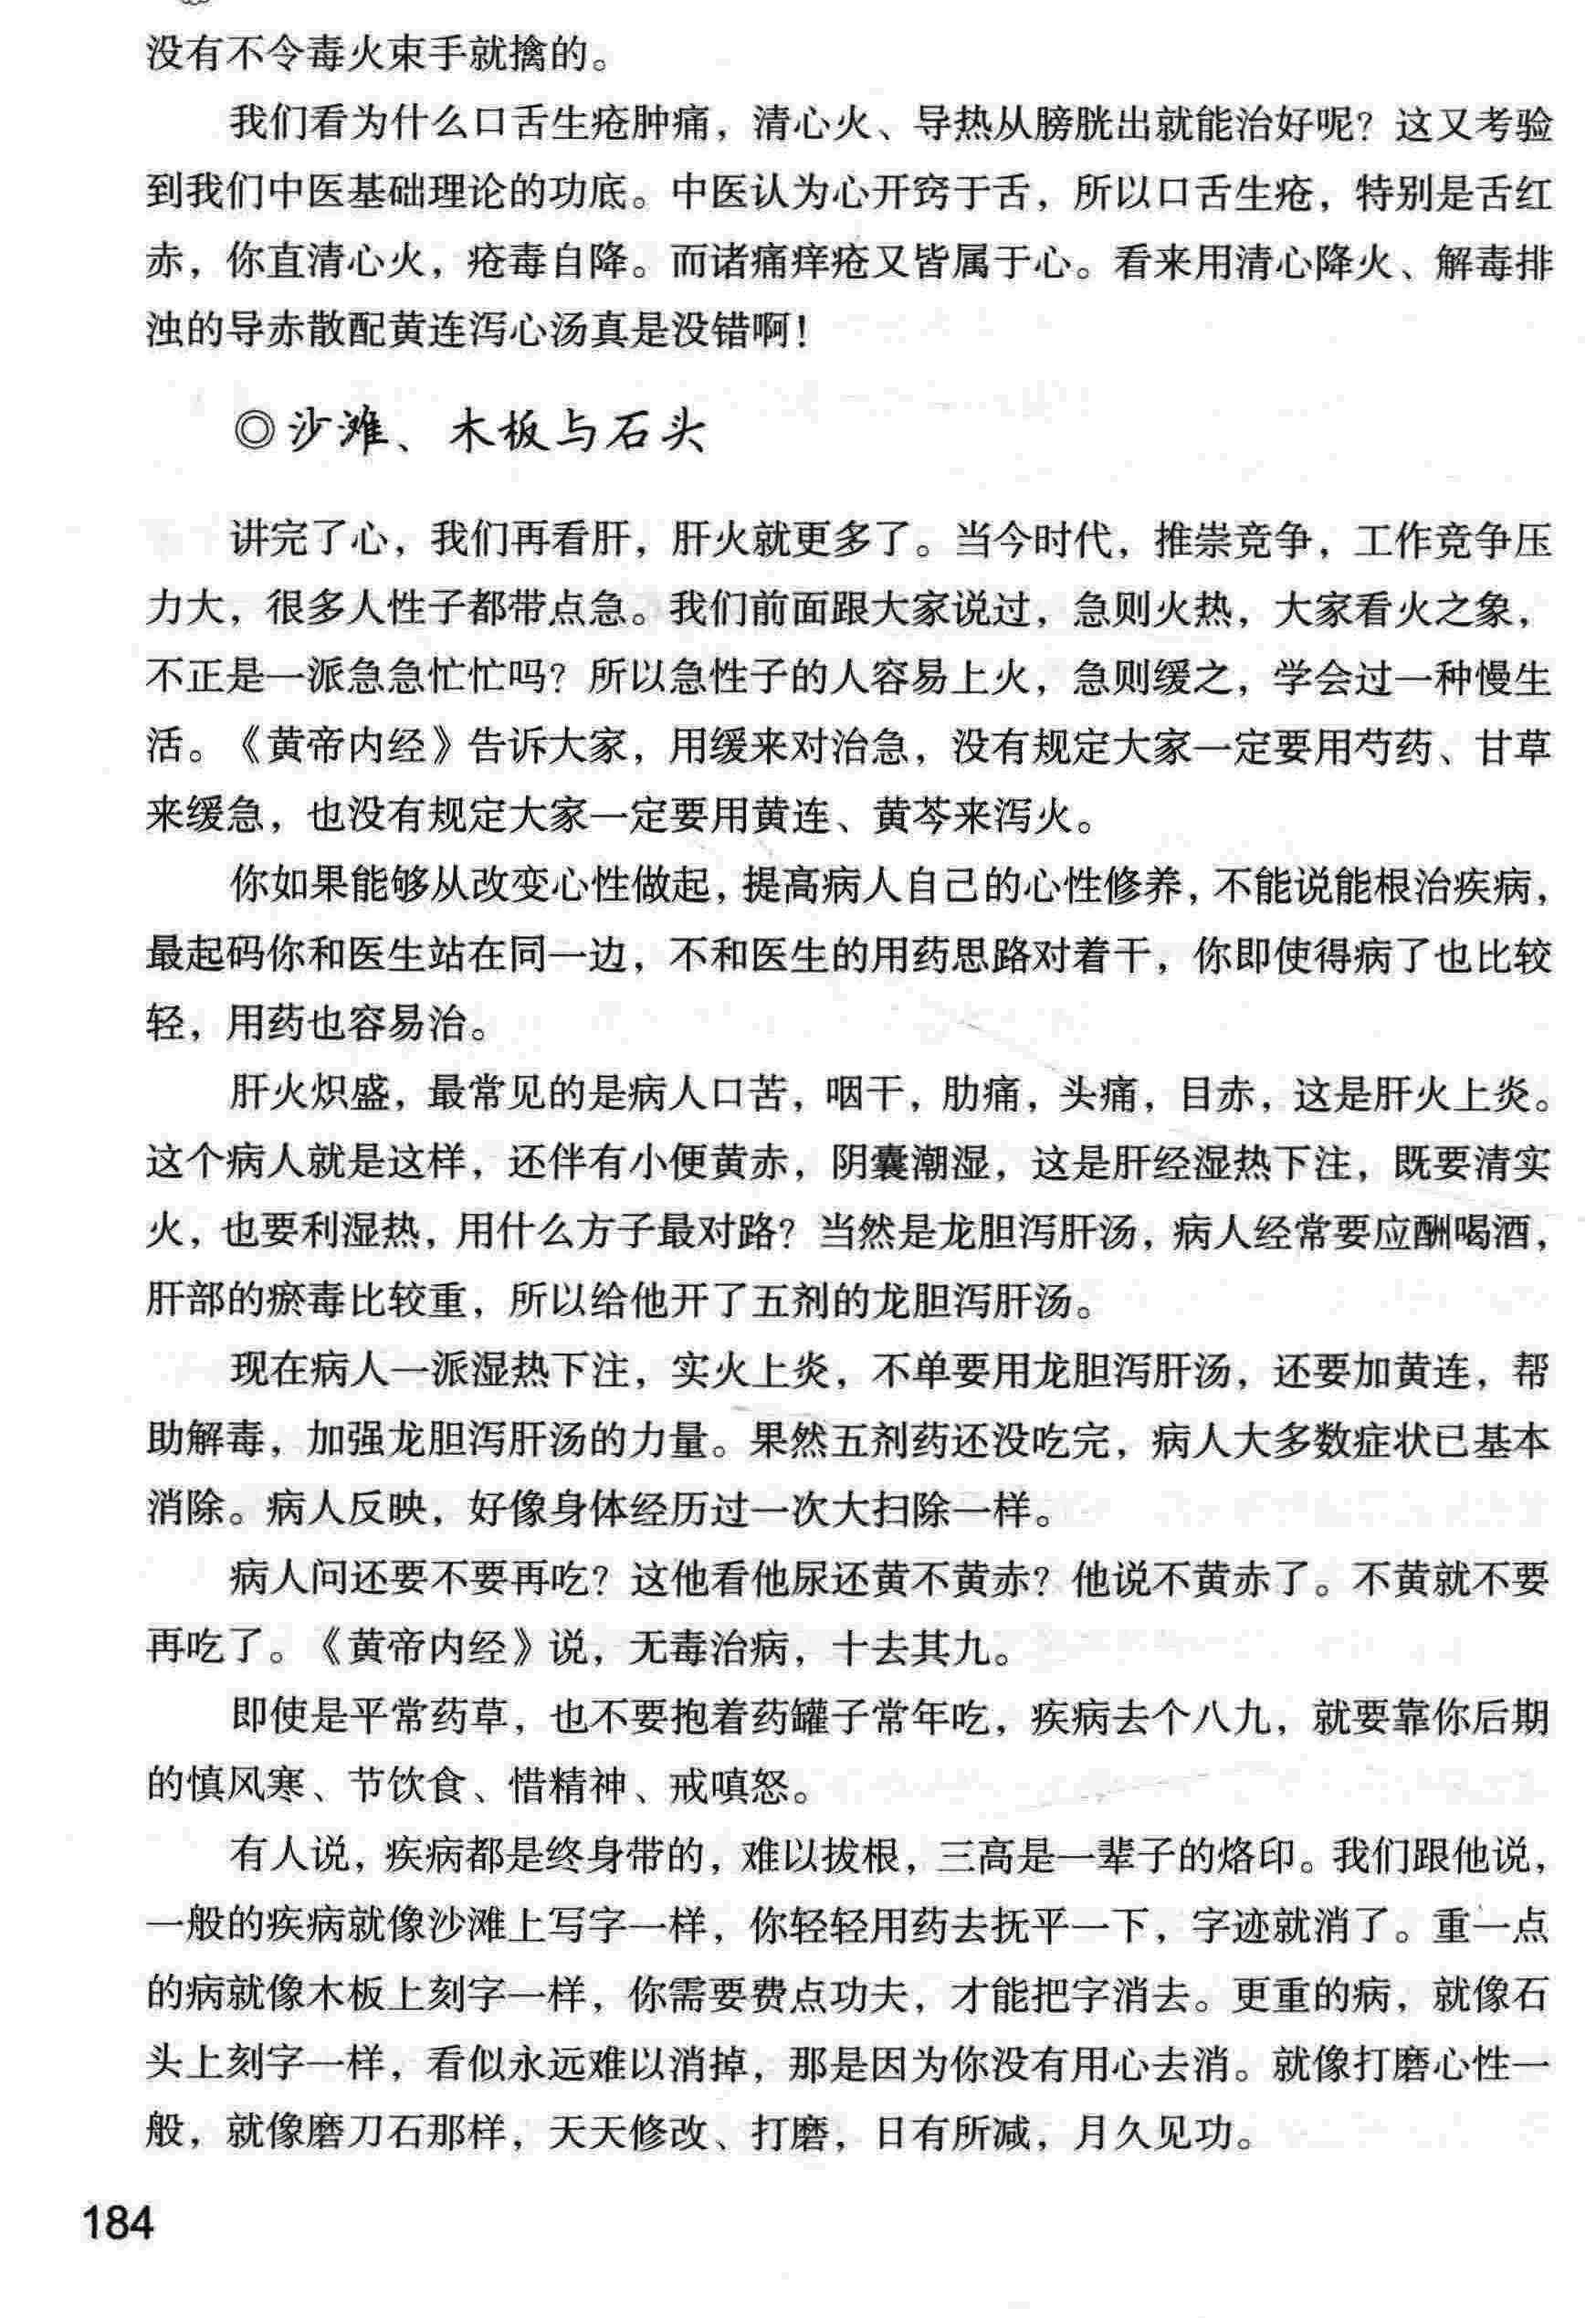 没有不令毒火束手就擒的。
我们看为什么口舌生疮肿痛，清心火、导热从膀胱出就能治好呢？这又考验
到我们中医基础理论的功底。中医认为心开窍于舌，所以口舌生疮，特别是舌红
赤，你直清心火，疮毒自降。而诸痛痒疮又皆属于心。看来用清心降火、解毒排
浊的导赤散配黄连泻心汤真是没错啊！
◎沙滩、木板与石头
讲完了心，我们再看肝，肝火就更多了。当今时代，推崇竞争，工作竞争压
力大，很多人性子都带点急。我们前面跟大家说过，急则火热，大家看火之象，
不正是一派急急忙忙吗？所以急性子的人容易上火，急则缓之，学会过一种慢生
活。《黄帝内经》告诉大家，用缓来对治急，没有规定大家一定要用芍药、甘草
来缓急，也没有规定大家一定要用黄连、黄芩来泻火。
你如果能够从改变心性做起，提高病人自己的心性修养，不能说能根治疾病，
最起码你和医生站在同一边，不和医生的用药思路对着干，你即使得病了也比较
轻，用药也容易治。
肝火炽盛，最常见的是病人口苦，咽干，肋痛，头痛，目赤，这是肝火上炎。
这个病人就是这样，还伴有小便黄赤，阴囊潮湿，这是肝经湿热下注，既要清实
火，也要利湿热，用什么方子最对路？当然是龙胆泻肝汤，病人经常要应酬喝酒，
肝部的瘀毒比较重，所以给他开了五剂的龙胆泻肝汤。
现在病人一派湿热下注，实火上炎，不单要用龙胆泻肝汤，还要加黄连，帮
助解毒，加强龙胆泻肝汤的力量。果然五剂药还没吃完，病人大多数症状已基本
消除。病人反映，好像身体经历过一次大扫除一样。
病人问还要不要再吃？这他看他尿还黄不黄赤？他说不黄赤了。不黄就不要
再吃了。《黄帝内经》说，无毒治病，十去其九。
即使是平常药草，也不要抱着药罐子常年吃，疾病去个八九，就要靠你后期
的慎风寒、节饮食、惜精神、戒嗔怒。
有人说，疾病都是终身带的，难以拔根，三高是一辈子的烙印。我们跟他说，
一般的疾病就像沙滩上写字一样，你轻轻用药去抚平一下，字迹就消了。重一点
的病就像木板上刻字一样，你需要费点功夫，才能把字消去。更重的病，就像石
头上刻字一样，看似永远难以消掉，那是因为你没有用心去消。就像打磨心性一
般，就像磨刀石那样，天天修改、打磨，日有所减，月久见功。
184